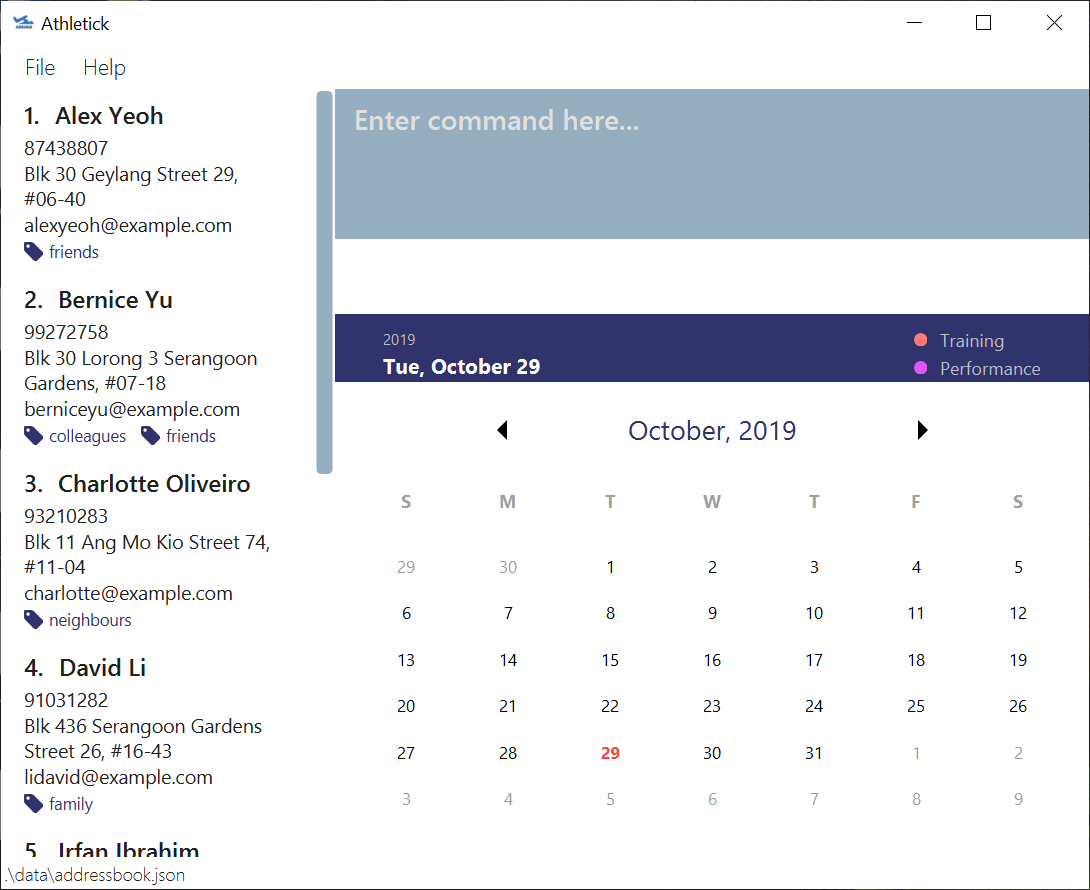 Athletick
File Help
1. Alex Yeoh
87438807
Blk 30 Geylang Street 29,
#06-40
alexyeoh@example.com
friends
2. Bernice Yu
99272758
Blk 30 Lorong 3 Serangoon
Gardens, #07-18
berniceyu@example.com
colleagues friends
3. Charlotte Oliveiro
93210283
Blk 11 Ang Mo Kio Street 74,
#11-04
charlotte@example.com
neighbours
4. David Li
91031282
Blk 436 Serangoon Gardens
Street 26, #16-43
lidavid@example.com
family
5. Irfan Ibrahim
Enter command here...
2019
Tue, October 29
Training
Performance
October, 2019
S M T W T F S
29 30 1 2 3 4 5
6 7 8 9 10 11 12
13 14 15 16 17 18 19
20 21 22 23 24 25 26
27 28 29 30 31 1 2
3 4 5 6 7 8 9
.\data\addressbook.json